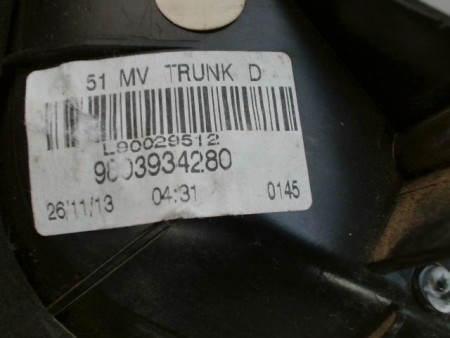 51 MV TRUNK D
L90029512
9803934280
26/11/13 04:31 0145